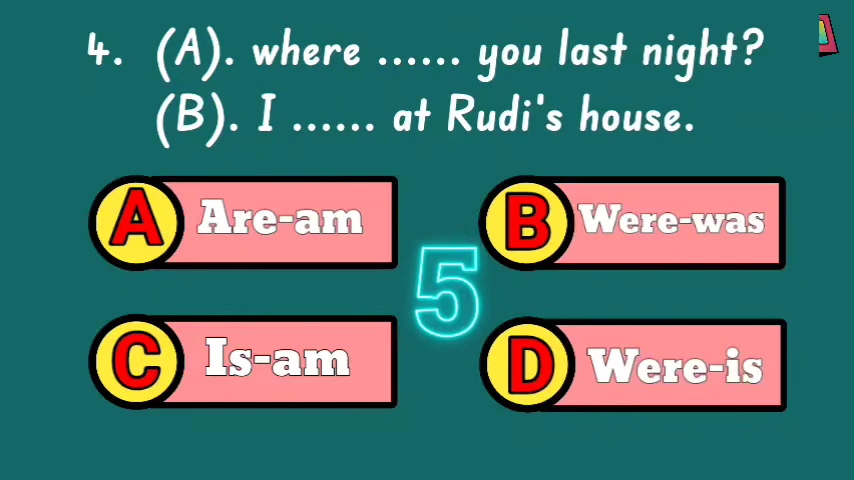 4. (A). where ...... you last night?
(B). I ...... at Rudi's house.
A Are-am
B Were-was
5
C Is-am
D Were-is